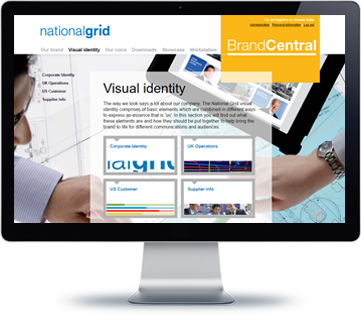 nationalgrid
BrandCentral
Our brand Visual identity Our voice Downloads Showcase Workstation
Corporate Identity
UK Operations
US Customer
Supplier info
Visual identity
The way we look says a lot about our company. The National Grid visual
identity comprises of basic elements which are combined in different ways
to express an essence that is 'us'. In this section you will find out what
these elements are and how they should be put together to help bring the
brand to life for different communications and audiences.
Corporate Identity
UK Operations
US Customer
Supplier info